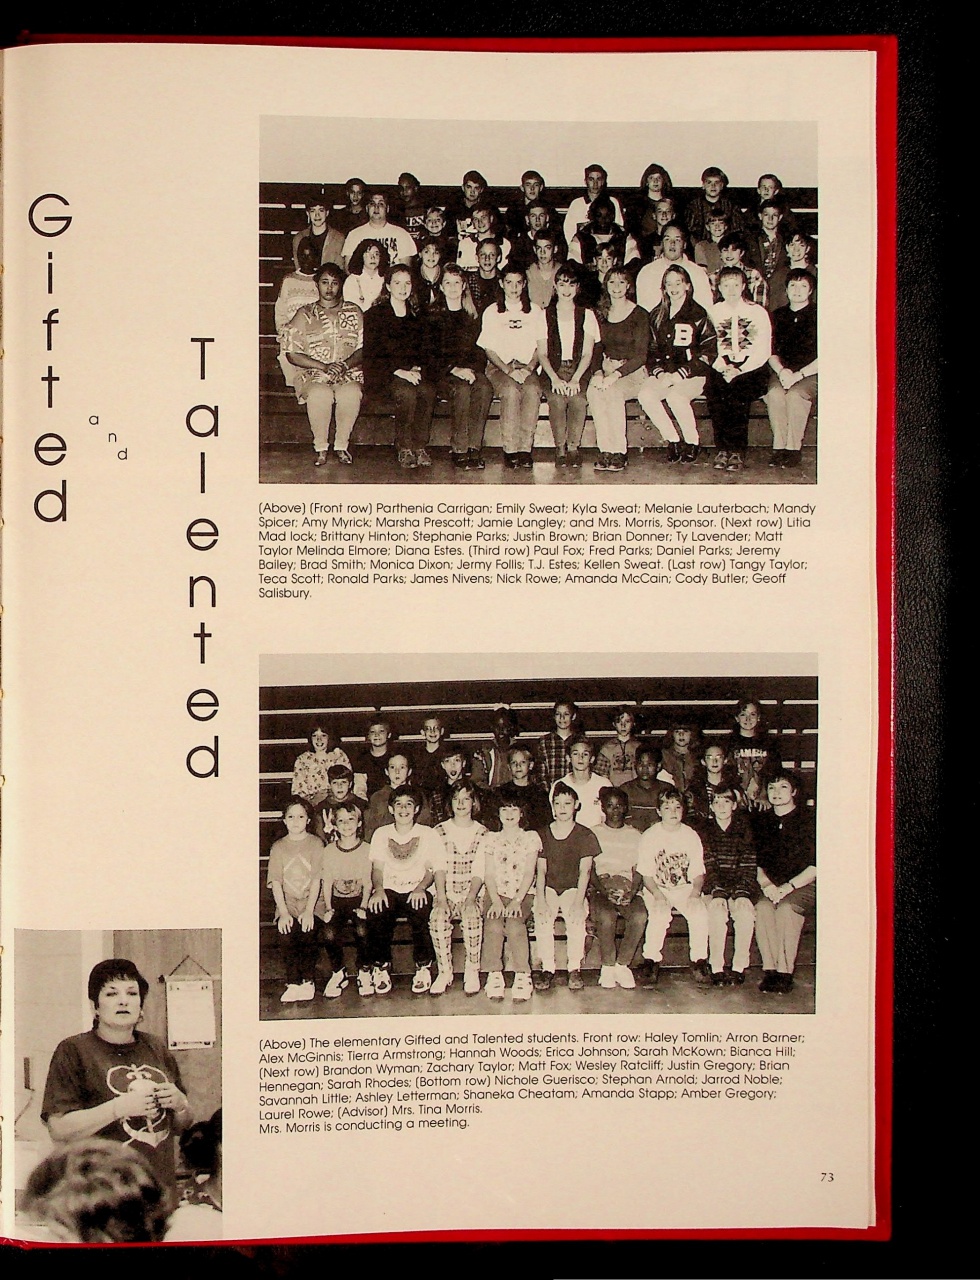 Gifted
and
Talented
(Above) (Front row) Parthenia Carrigan; Emily Sweat; Kyla Sweat; Melanie Lauterbach; Mandy
Spicer; Amy Myrick; Marsha Prescott; Jamie Langley; and Mrs. Morris, Sponsor. (Next row) Litia
Mad lock; Brittany Hinton; Stephanie Parks; Justin Brown; Brian Donner; Ty Lavender; Matt
Taylor Melinda Elmore; Diana Estes. (Third row) Paul Fox; Fred Parks; Daniel Parks; Jeremy
Bailey; Brad Smith; Monica Dixon; Jermy Follis; T.J. Estes; Kellen Sweat. (Last row) Tangy Taylor;
Teca Scott; Ronald Parks; James Nivens; Nick Rowe; Amanda McCain; Cody Butler; Geoff
Salisbury.
B
(Above) The elementary Gifted and Talented students. Front row: Haley Tomlin; Arron Barner;
Alex McGinnis; Tierra Armstrong; Hannah Woods; Erica Johnson; Sarah McKown; Bianca Hill;
(Next row) Brandon Wyman; Zachary Taylor; Matt Fox; Wesley Ratcliff; Justin Gregory; Brian
Hennegan; Sarah Rhodes; (Bottom row) Nichole Guerisco; Stephan Arnold; Jarrod Noble;
Savannah Little; Ashley Letterman; Shaneka Cheatam; Amanda Stapp; Amber Gregory;
Laurel Rowe; (Advisor) Mrs. Tina Morris.
Mrs. Morris is conducting a meeting.
73